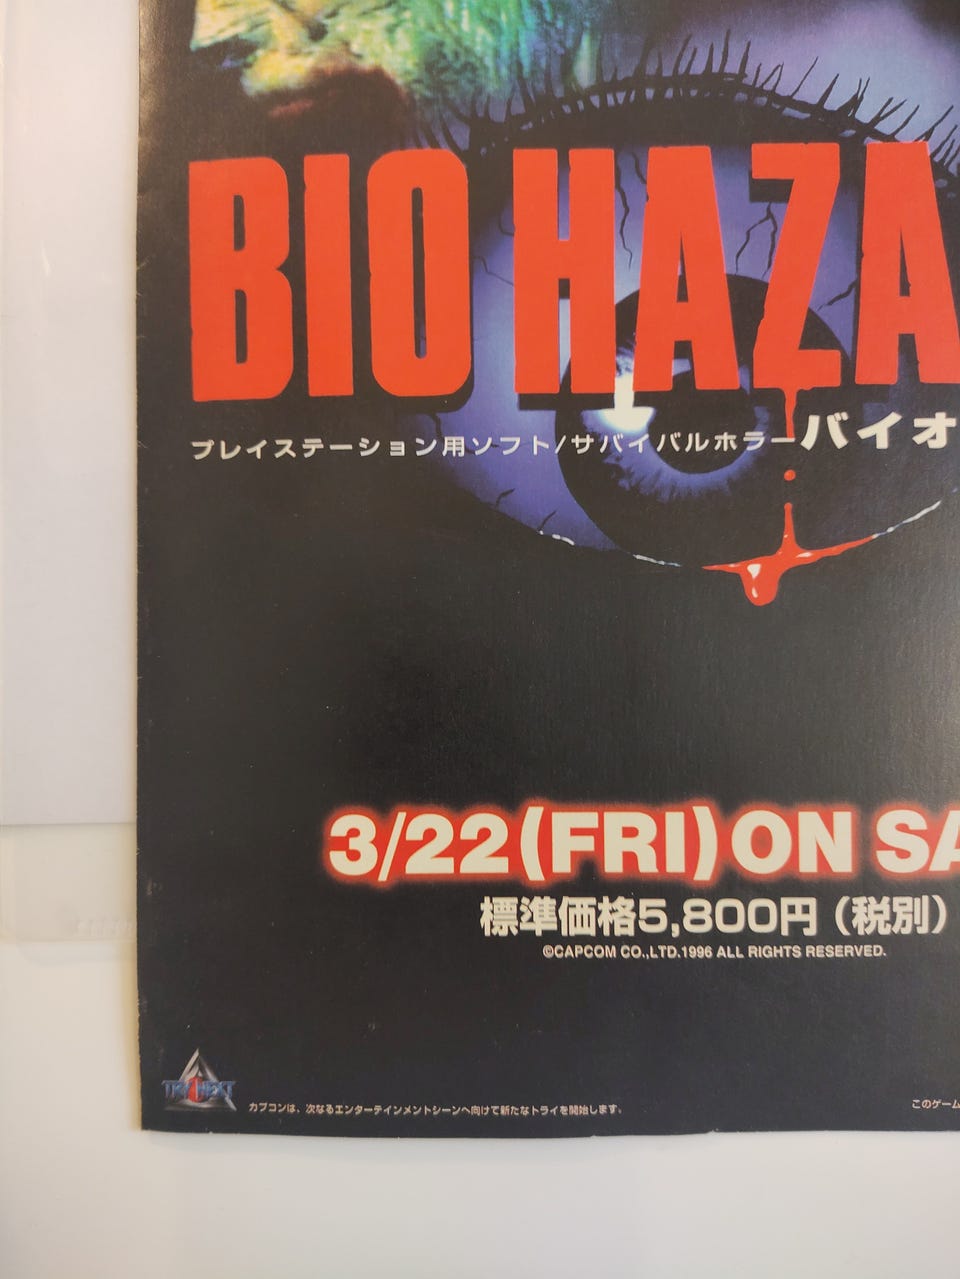 BIO HAZA
プレイステーション用ソフト/サバイバルホラーバイオ
3/22(FRI)ON SA
標準価格5,800円（税別）
©CAPCOM CO.,LTD.1996 ALL RIGHTS RESERVED.
TRY NEXT
カプコンは、次なるエンターテインメントシーンへ向けて新たなトライを開始します。
このゲーム